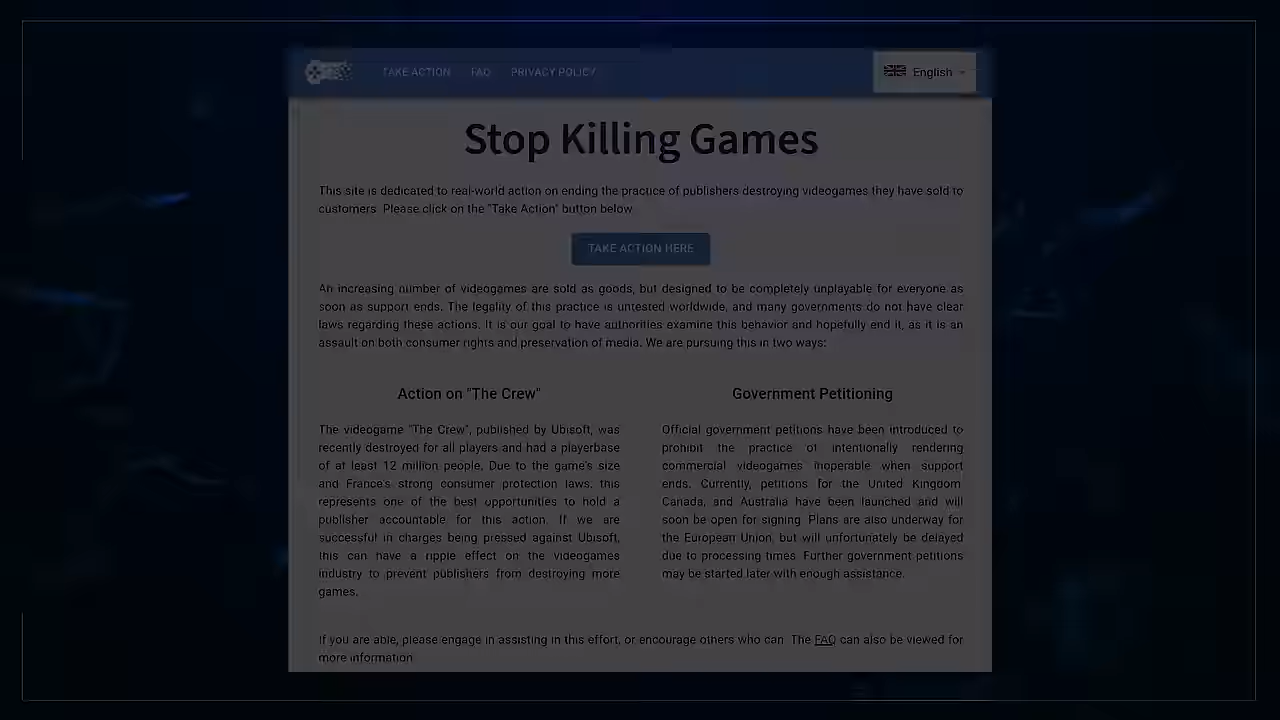 TAKE ACTION FAQ PRIVACY POLICY English
Stop Killing Games
This site is dedicated to real-world action on ending the practice of publishers destroying videogames they have sold to
customers. Please click on the "Take Action" button below.
TAKE ACTION HERE
An increasing number of videogames are sold as goods, but designed to be completely unplayable for everyone as
soon as support ends. The legality of this practice is untested worldwide, and many governments do not have clear
laws regarding these actions. It is our goal to have authorities examine this behavior and hopefully end it, as it is an
assault on both consumer rights and preservation of media. We are pursuing this in two ways:
Action on "The Crew"
The videogame "The Crew", published by Ubisoft, was
recently destroyed for all players and had a playerbase
of at least 12 million people. Due to the game's size
and France's strong consumer protection laws, this
represents one of the best opportunities to hold a
publisher accountable for this action. If we are
successful in charges being pressed against Ubisoft,
this can have a ripple effect on the videogames
industry to prevent publishers from destroying more
games.
Government Petitioning
Official government petitions have been introduced to
prohibit the practice of intentionally rendering
commercial videogames inoperable when support
ends. Currently, petitions for the United Kingdom,
Canada, and Australia have been launched and will
soon be open for signing. Plans are also underway for
the European Union, but will unfortunately be delayed
due to processing times. Further government petitions
may be started later with enough assistance.
If you are able, please engage in assisting in this effort, or encourage others who can. The FAQ can also be viewed for
more information.